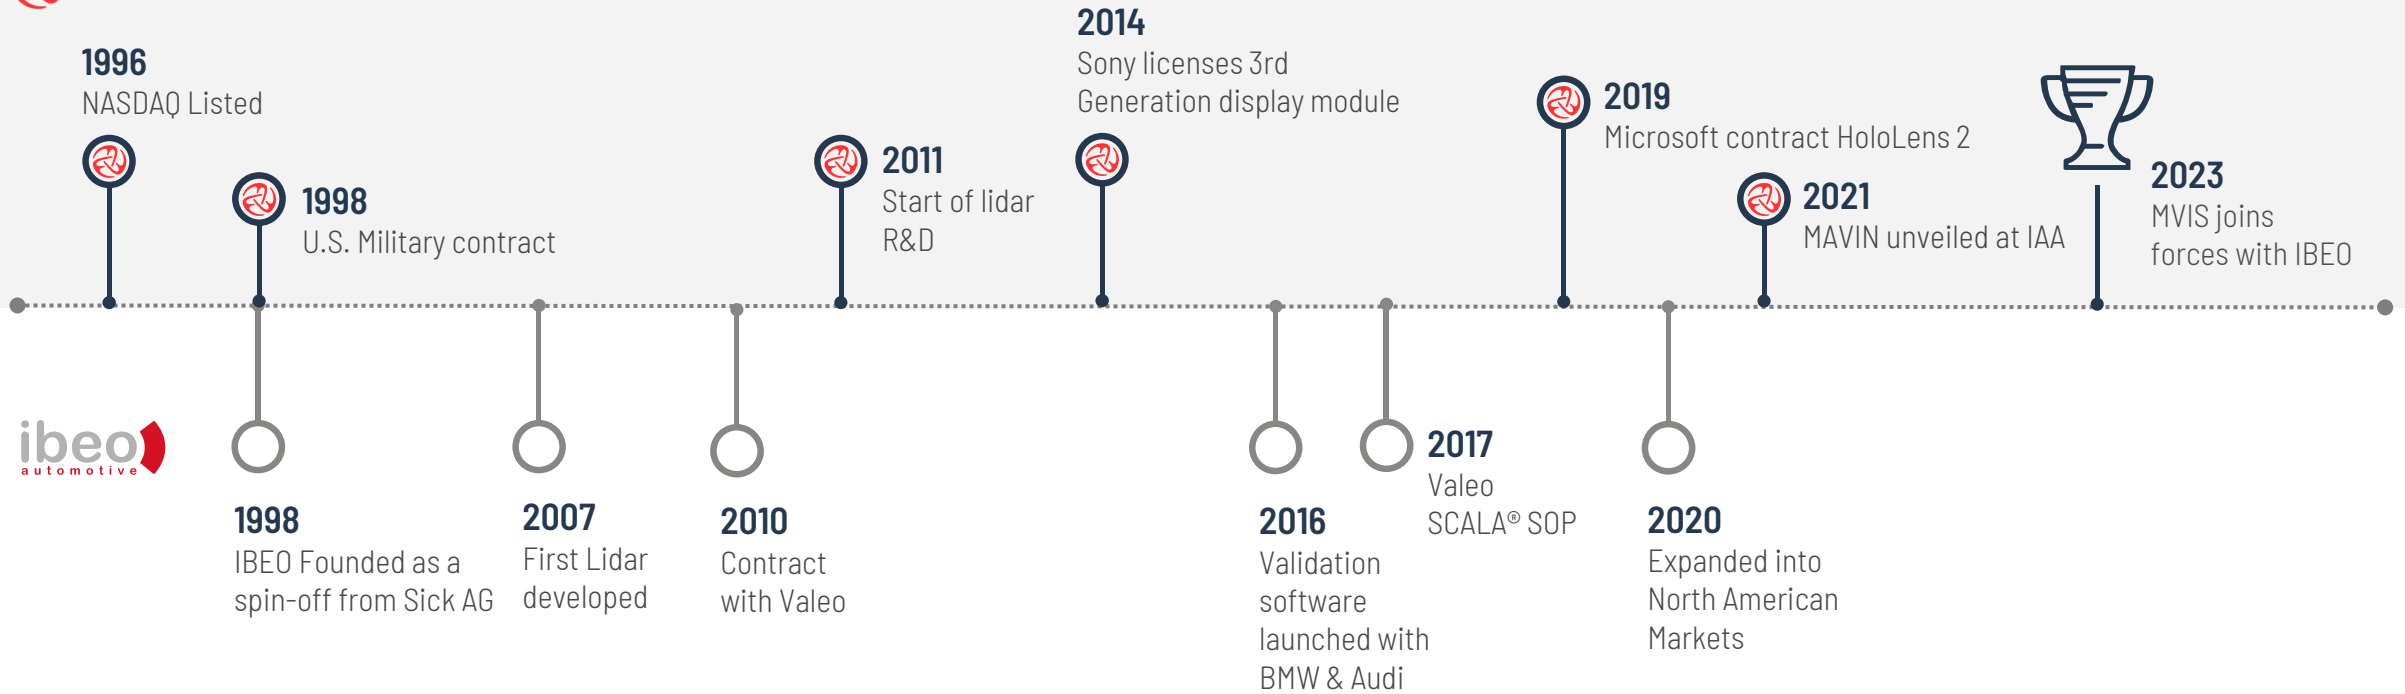 1996
NASDAQ Listed
1998
U.S. Military contract
2011
Start of lidar
R&D
2014
Sony licenses 3rd
Generation display module
2019
Microsoft contract HoloLens 2
2021
MAVIN unveiled at IAA
2023
MVIS joins
forces with IBEO
ibeo
automotive
1998
IBEO Founded as a
spin-off from Sick AG
2007
First Lidar
developed
2010
Contract
with Valeo
2016
Validation
software
launched with
BMW & Audi
2017
Valeo
SCALA® SOP
2020
Expanded into
North American
Markets